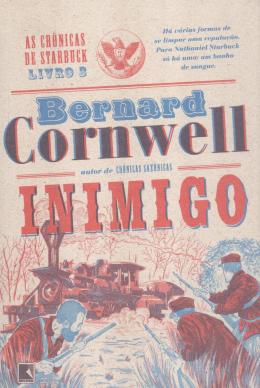 AS CRÔNICAS
DE STARBUCK
LIVRO 3
Há várias formas de
se limpar uma reputação.
Para Nathaniel Starbuck
só há uma: um banho
de sangue.
Bernard
Cornwell
autor de CRÔNICAS SAXÔNICAS
INIMIGO